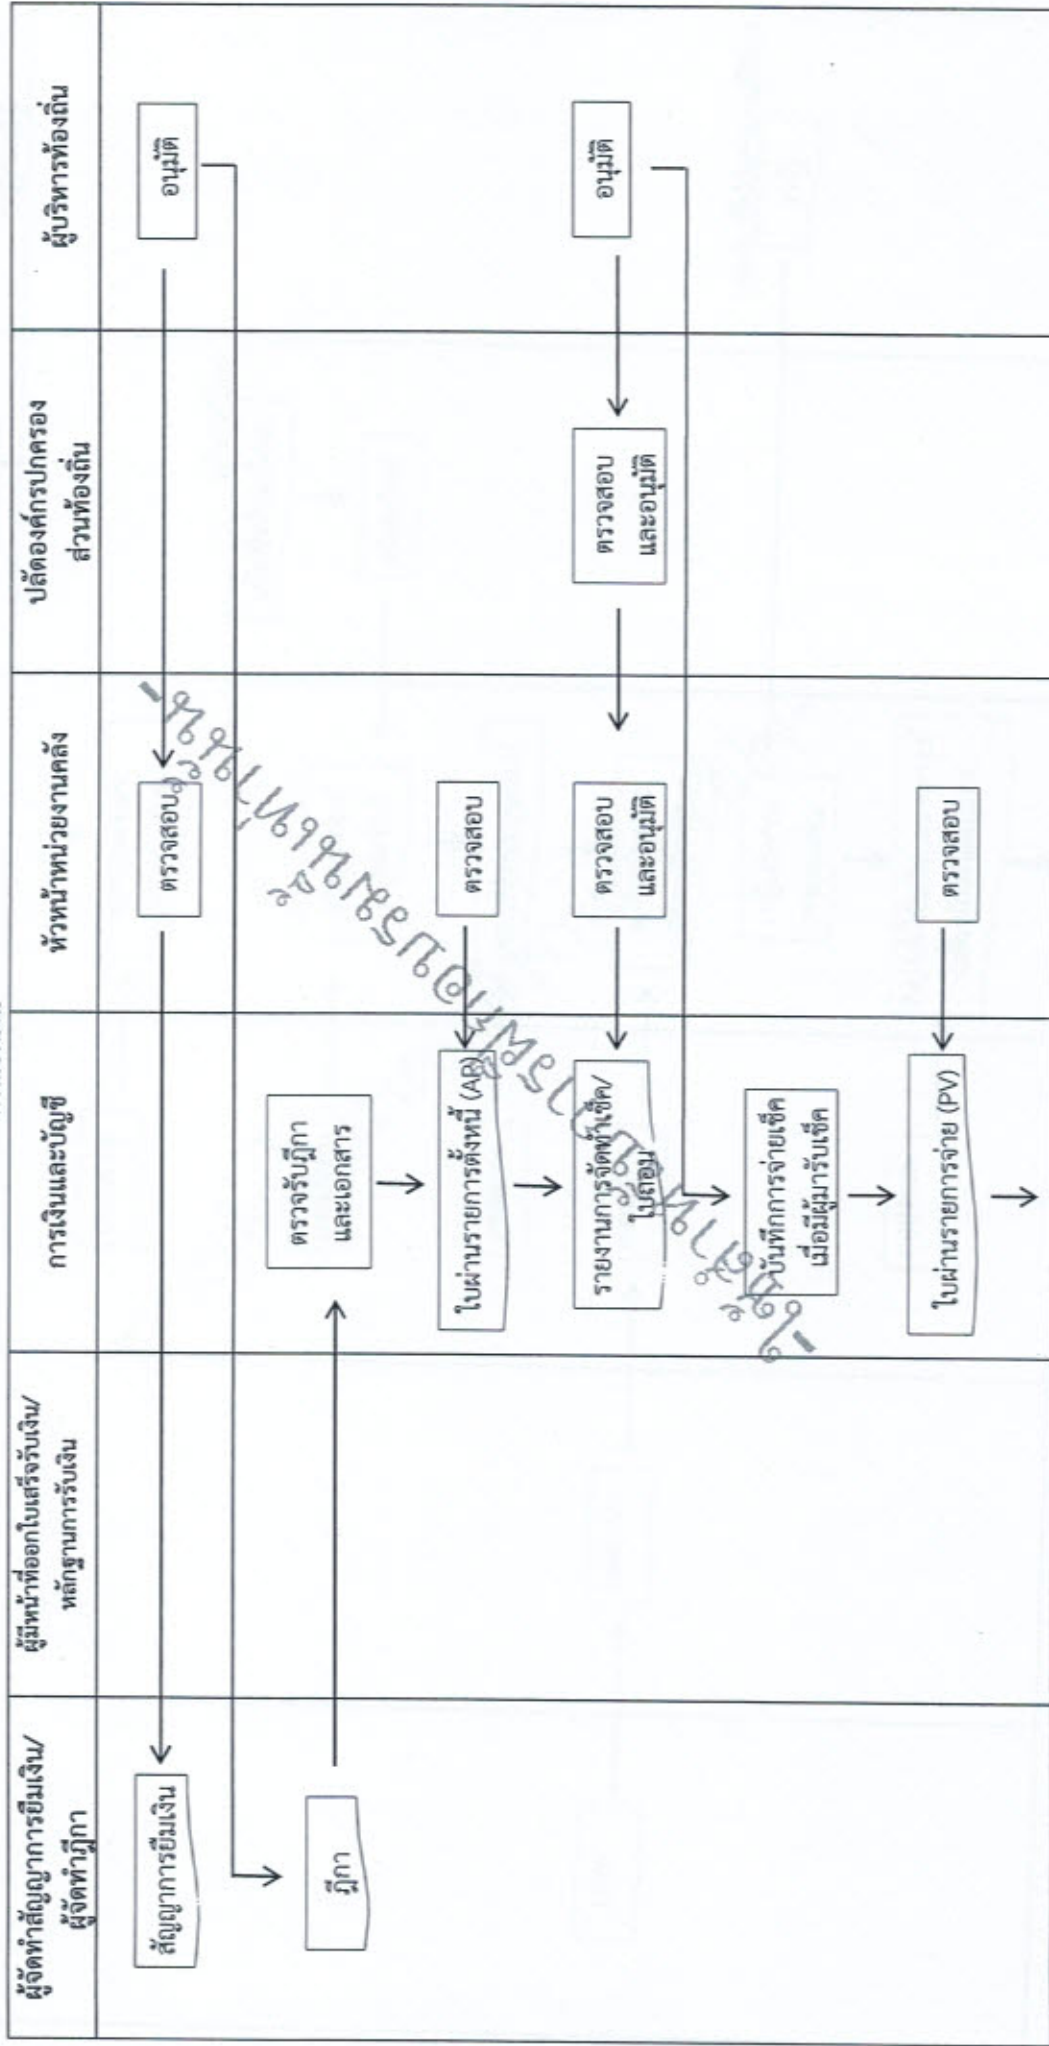 ผู้จัดทำสัญญาการยืมเงิน/
ผู้จัดทำฎีกา
ผู้มีหน้าที่ออกใบเสร็จรับเงิน/
หลักฐานการรับเงิน
การเงินและบัญชี
หัวหน้าหน่วยงานคลัง
ปลัดองค์กรปกครอง
ส่วนท้องถิ่น
ผู้บริหารท้องถิ่น
สัญญาการยืมเงิน
ตรวจสอบ
อนุมัติ
ฎีกา
ตรวจรับฎีกา
และเอกสาร
ใบผ่านรายการตั้งหนี้ (AP)
ตรวจสอบ
รายงานการจัดทำเช็ค/
ใบถอน
ตรวจสอบ
และอนุมัติ
ตรวจสอบ
และอนุมัติ
อนุมัติ
บันทึกการจ่ายเช็ค
เมื่อมีผู้มารับเช็ค
ใบผ่านรายการจ่าย (PV)
ตรวจสอบ